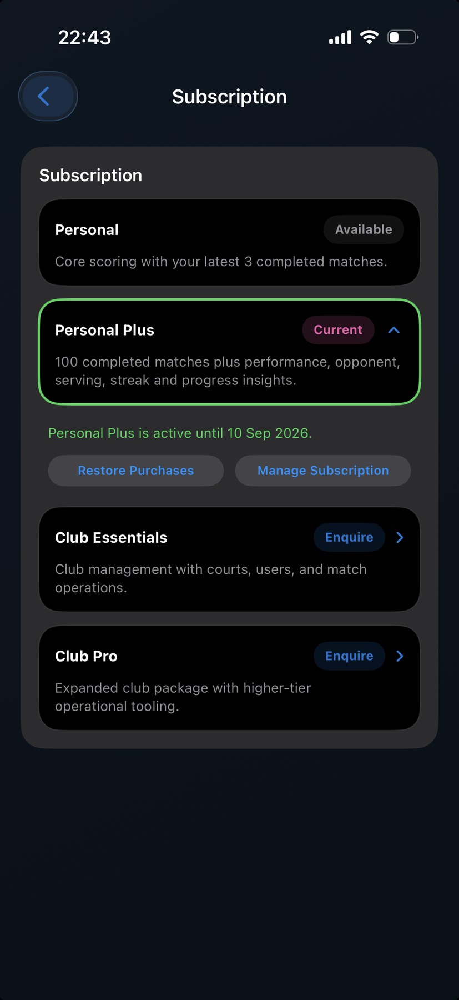 22:43
Subscription
Subscription
Personal
Available
Core scoring with your latest 3 completed matches.
Personal Plus
Current
100 completed matches plus performance, opponent,
serving, streak and progress insights.
Personal Plus is active until 10 Sep 2026.
Restore Purchases
Manage Subscription
Club Essentials
Enquire
Club management with courts, users, and match
operations.
Club Pro
Enquire
Expanded club package with higher-tier
operational tooling.